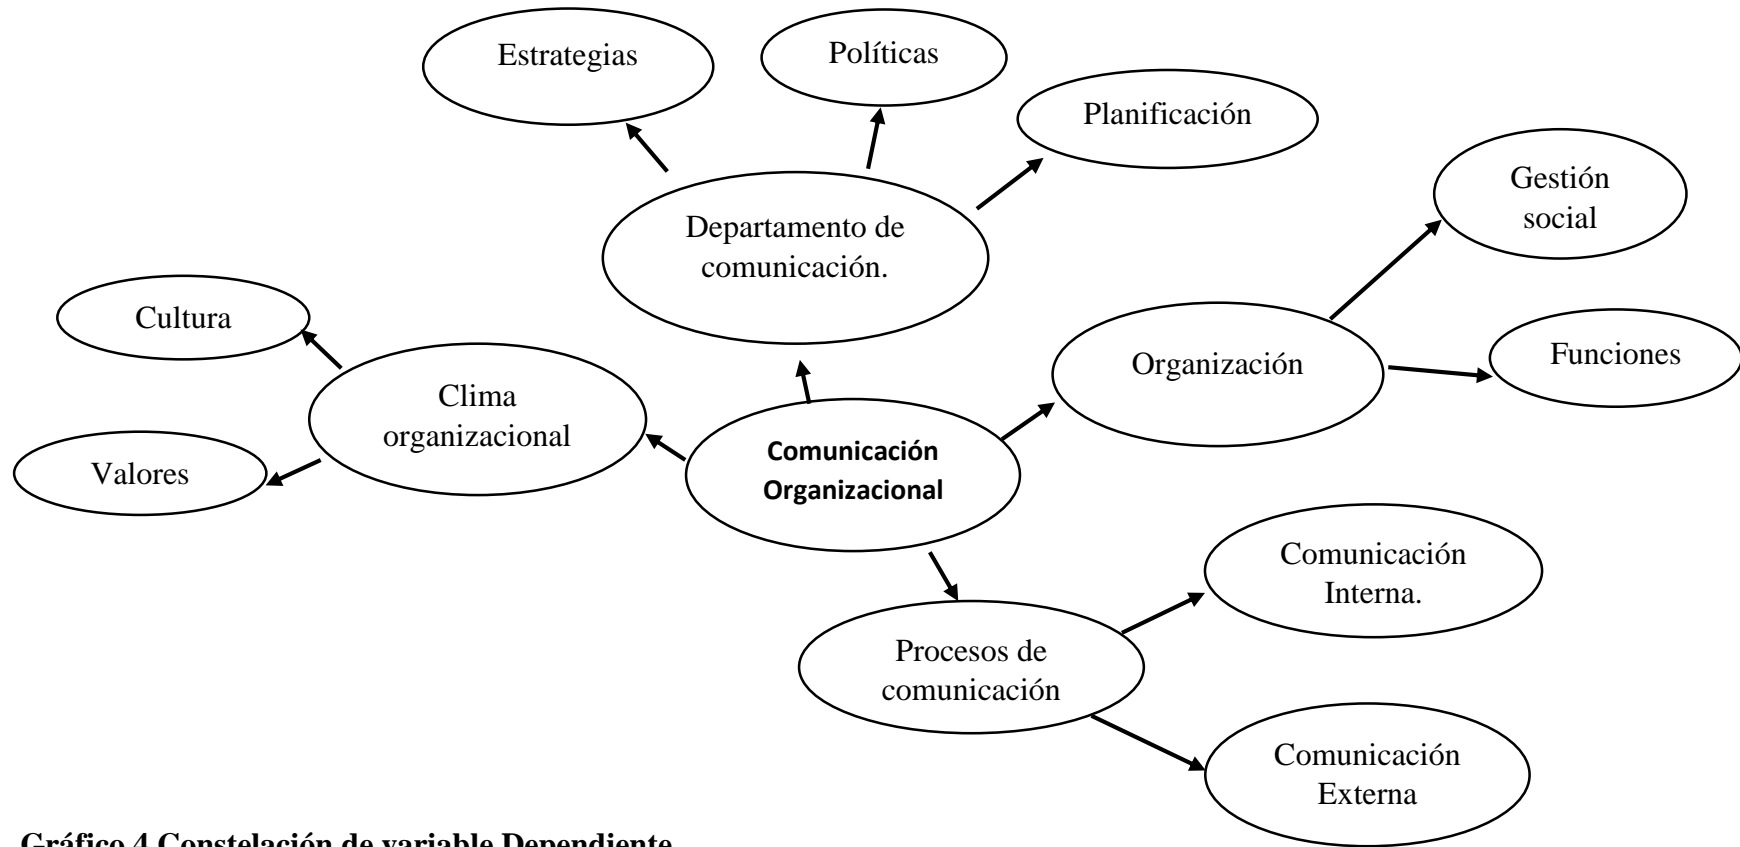 Estrategias
Políticas
Planificación
Gestión
social
Departamento de
comunicación.
Cultura
Organización
Funciones
Clima
organizacional
Comunicación
Organizacional
Valores
Comunicación
Interna.
Procesos de
comunicación
Comunicación
Externa
Gráfico 4 Constelación de variable Dependiente